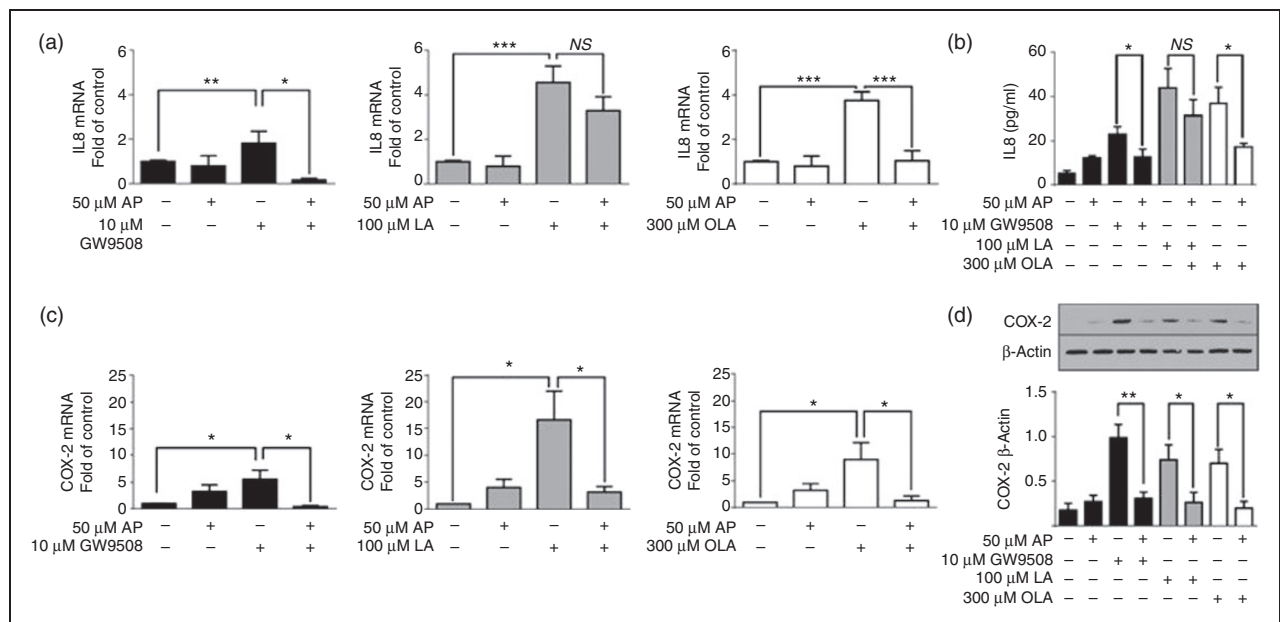 (a)
6
4
2
0
IL8 mRNA
Fold of control
**
*
50 μM AP – + – +
10 μM GW9508 – – + +
6
4
2
0
IL8 mRNA
Fold of control
***
NS
50 μM AP – + – +
100 μM LA – – + +
6
4
2
0
IL8 mRNA
Fold of control
***
***
50 μM AP – + – +
300 μM OLA – – + +
(b)
60
40
20
0
IL8 (pg/ml)
*
NS
*
50 μM AP – + – + – + – +
10 μM GW9508 – – + + – – – –
100 μM LA – – – – + + – –
300 μM OLA – – – – – + + +
(c)
25
20
15
10
5
0
COX-2 mRNA
Fold of control
*
*
50 μM AP – + – +
10 μM GW9508 – – + +
25
20
15
10
5
0
COX-2 mRNA
Fold of control
*
*
50 μM AP – + – +
100 μM LA – – + +
25
20
15
10
5
0
COX-2 mRNA
Fold of control
*
*
50 μM AP – + – +
300 μM OLA – – + +
(d)
COX-2
β-Actin
1.5
1.0
0.5
0
COX-2 β-Actin
**
*
*
50 μM AP – + – + – + – +
10 μM GW9508 – – + + – – – –
100 μM LA – – – – + + – –
300 μM OLA – – – – – – + +